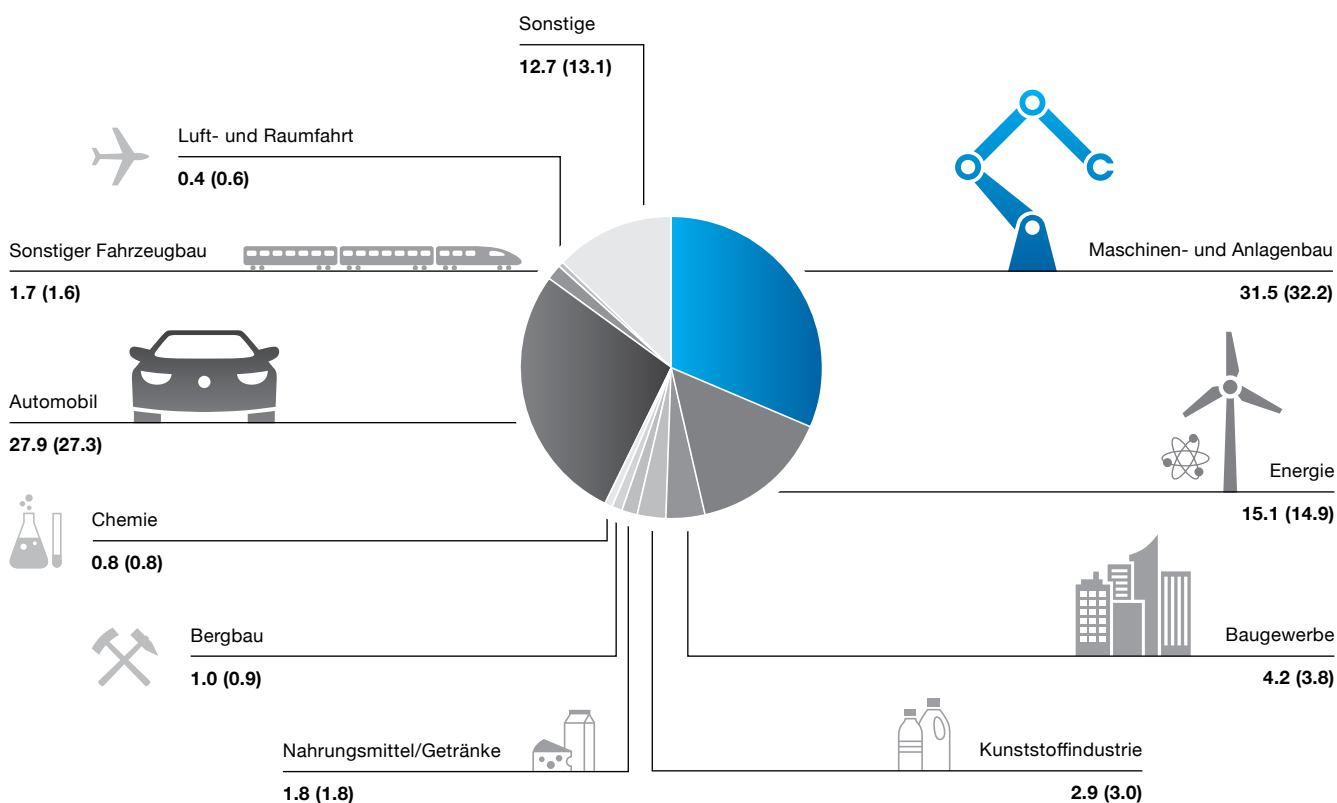 Sonstige
12.7 (13.1)
Luft- und Raumfahrt
0.4 (0.6)
Sonstiger Fahrzeugbau
1.7 (1.6)
Automobil
27.9 (27.3)
Chemie
0.8 (0.8)
Bergbau
1.0 (0.9)
Nahrungsmittel/Getränke
1.8 (1.8)
Maschinen- und Anlagenbau
31.5 (32.2)
Energie
15.1 (14.9)
Baugewerbe
4.2 (3.8)
Kunststoffindustrie
2.9 (3.0)